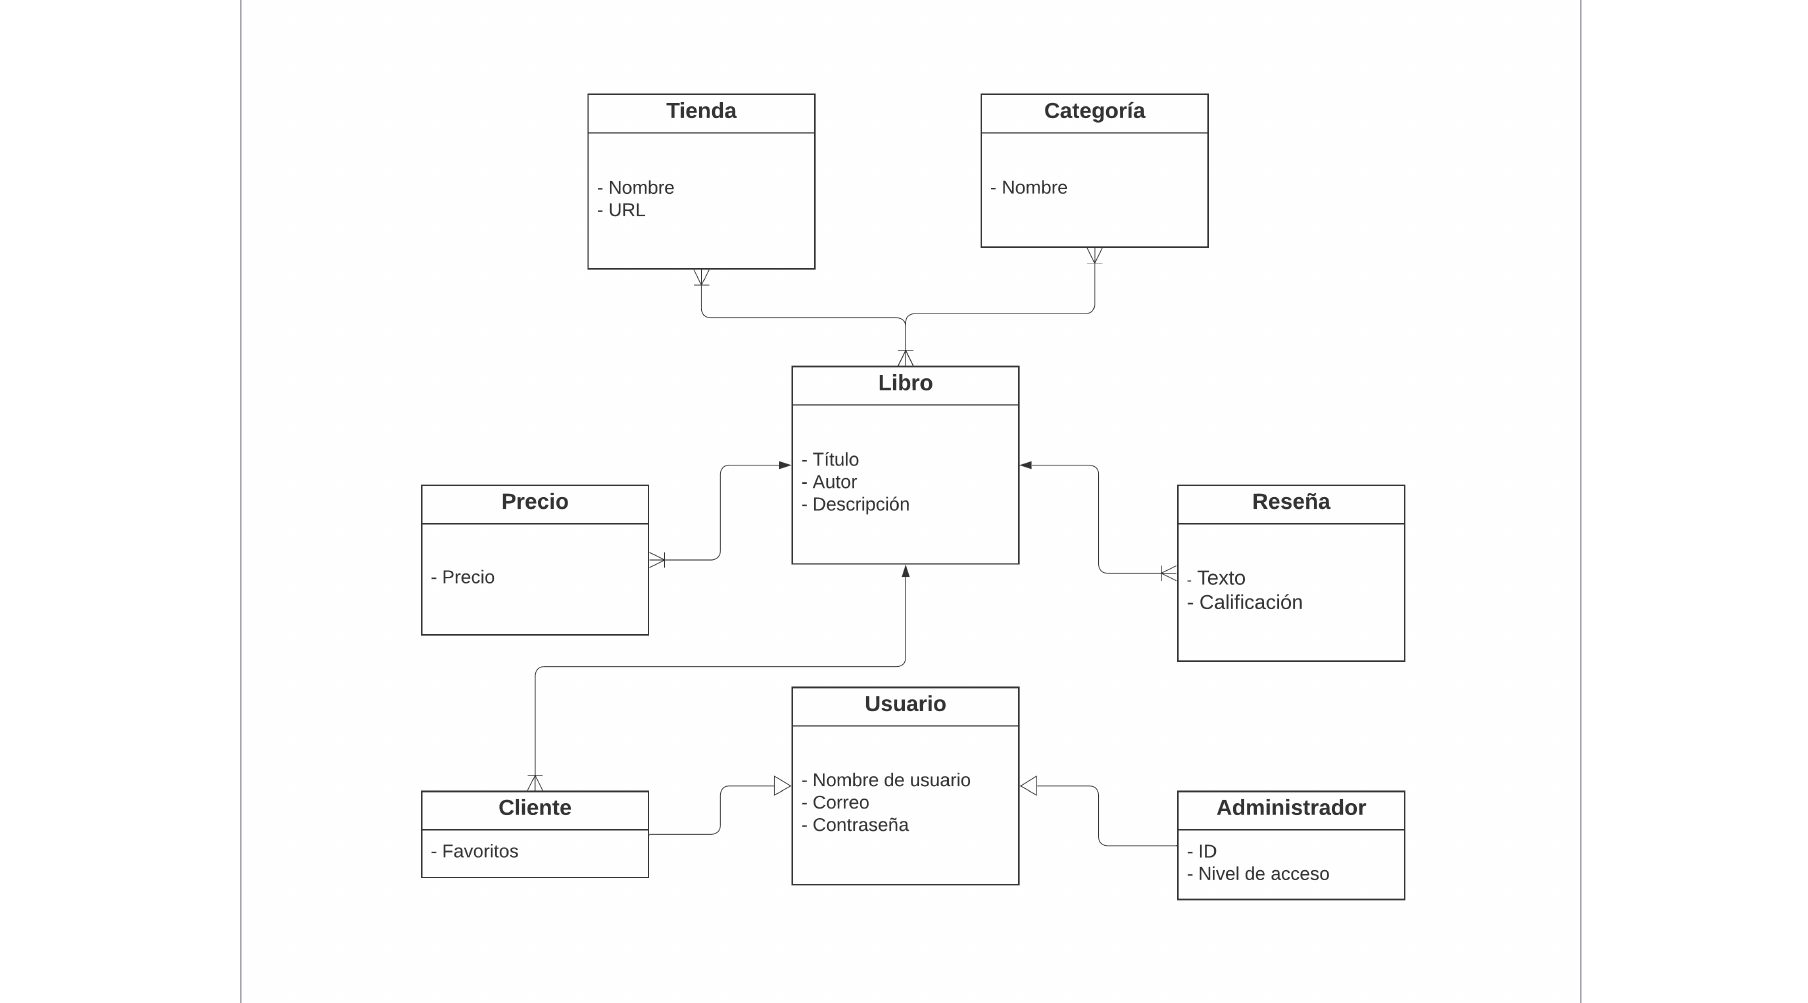 Tienda
- Nombre
- URL
Categoría
- Nombre
Libro
- Título
- Autor
- Descripción
Precio
- Precio
Reseña
- Texto
- Calificación
Usuario
- Nombre de usuario
- Correo
- Contraseña
Cliente
- Favoritos
Administrador
- ID
- Nivel de acceso